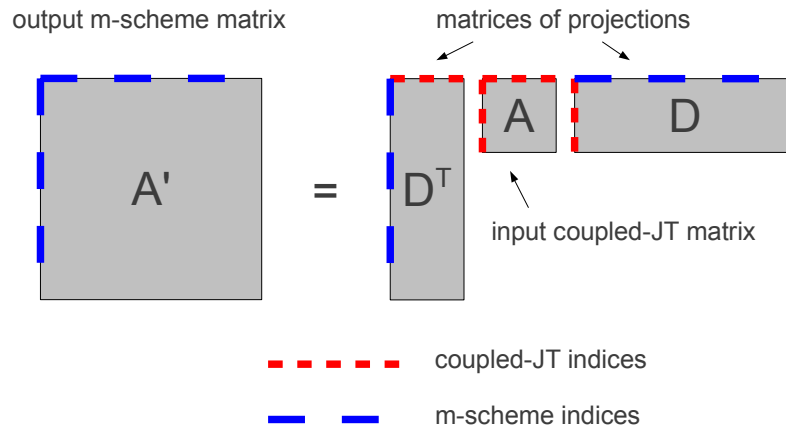 output m-scheme matrix
matrices of projections
A' = D^T A D
input coupled-JT matrix
coupled-JT indices
m-scheme indices